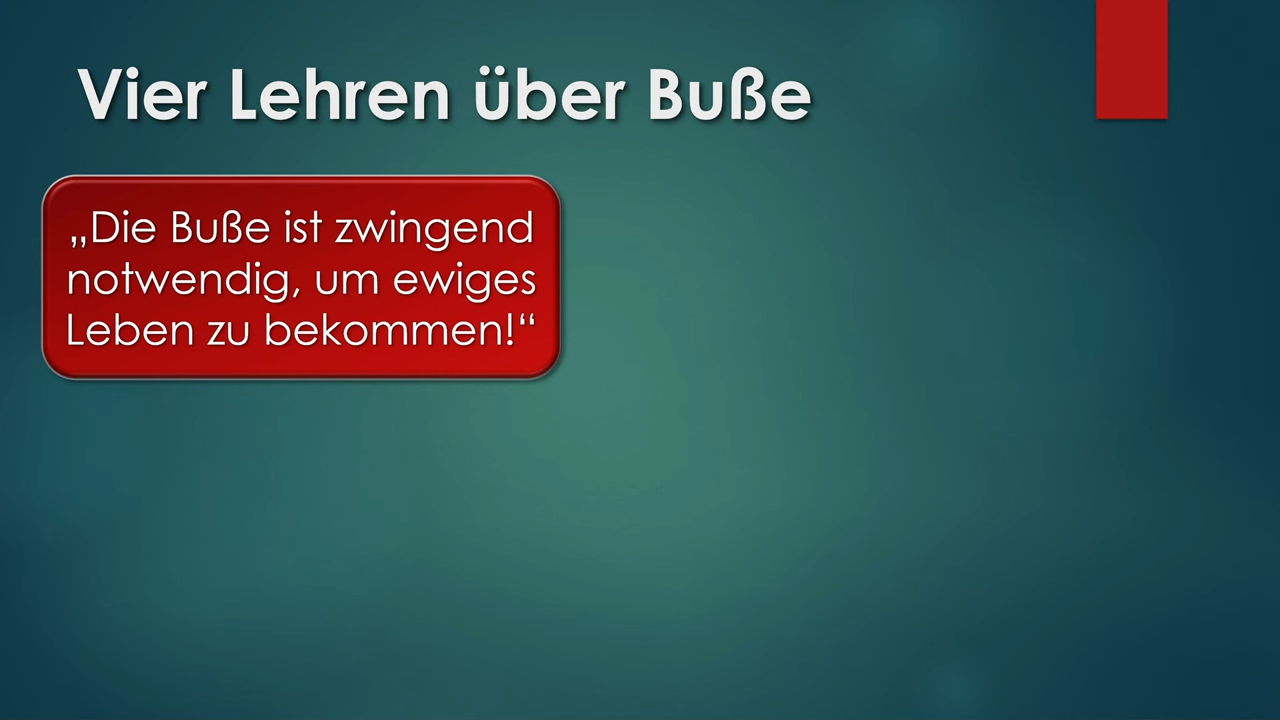 Vier Lehren über Buße
„Die Buße ist zwingend
notwendig, um ewiges
Leben zu bekommen!“